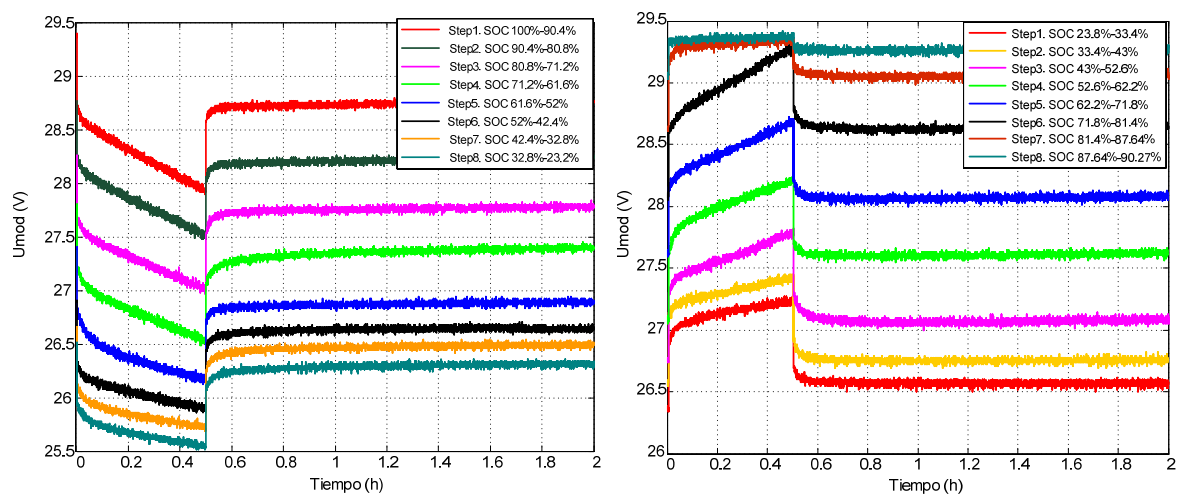 29.5
29
28.5
28
27.5
27
26.5
26
25.5
Umod (V)
0
0.2
0.4
0.6
0.8
1
1.2
1.4
1.6
1.8
2
Tiempo (h)
Step1. SOC 100%-90.4%
Step2. SOC 90.4%-80.8%
Step3. SOC 80.8%-71.2%
Step4. SOC 71.2%-61.6%
Step5. SOC 61.6%-52%
Step6. SOC 52%-42.4%
Step7. SOC 42.4%-32.8%
Step8. SOC 32.8%-23.2%
29.5
29
28.5
28
27.5
27
26.5
26
Umod (V)
0
0.2
0.4
0.6
0.8
1
1.2
1.4
1.6
1.8
2
Tiempo (h)
Step1. SOC 23.8%-33.4%
Step2. SOC 33.4%-43%
Step3. SOC 43%-52.6%
Step4. SOC 52.6%-62.2%
Step5. SOC 62.2%-71.8%
Step6. SOC 71.8%-81.4%
Step7. SOC 81.4%-87.64%
Step8. SOC 87.64%-90.27%